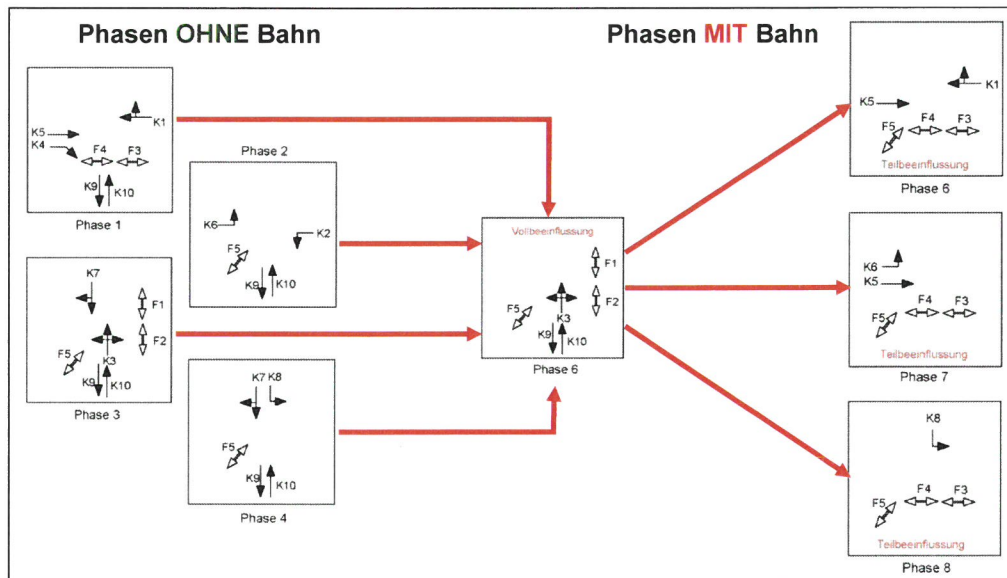 Phasen OHNE Bahn
Phasen MIT Bahn
K1
K5
K4
F4
F3
K9
K10
Phase 1
Phase 2
K6
K2
F5
K9
K10
K7
F1
F2
F5
K3
K9
K10
Phase 3
K7 K8
F5
K9
K10
Phase 4
Vollbeeinflussung
F1
F2
F5
K3
K9
K10
Phase 6
K1
K5
F5
F4
F3
Teilbeeinflussung
Phase 6
K6
K5
F5
F4
F3
Teilbeeinflussung
Phase 7
K8
F5
F4
F3
Teilbeeinflussung
Phase 8